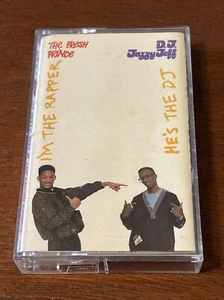 THE FRESH
PRINCE
D.J.
Jazzy Jeff
I'M THE RAPPER
HE'S THE DJ